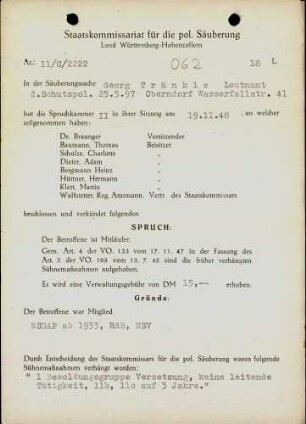 Staatskommissariat für die pol. Säuberung
Land Württemberg-Hohenzollern
Az.: 11/C/2222 062 18 L
In der Säuberungssache Georg Tränkle Leutnant
d.Schutzpol. 25.5.97 Oberndorf Wasserfallstr. 41
hat die Spruchkammer II in ihrer Sitzung am 19.11.48, an welcher
teilgenommen haben:
Dr. Braunger Vorsitzender
Baumann, Thomas Beisitzer
Schulze, Charlotte "
Dieter, Adam "
Bergmann Heinz "
Hüttner, Hermann "
Klett, Martin "
Wolfstetter, Reg. Amtmann, Vertr. des Staatskommissars
beschlossen und verkündet folgenden
SPRUCH:
Der Betroffene ist Mitläufer.
Gem. Art. 4 der VO. 133 vom 17. 11. 47 in der Fassung des
Art. 2 der VO. 165 vom 13. 7. 48 sind die früher verhängten
Sühnemaßnahmen aufgehoben.
Es wird eine Verwaltungsgebühr von DM 15,— erhoben.
Gründe:
Der Betroffene war Mitglied
NSDAP ab 1933, RdB, NSV
Durch Entscheidung des Staatskommissars für die pol. Säuberung waren folgende
Sühnemaßnahmen verhängt worden:
" 1 Besoldungsgruppe Versetzung, keine leitende
Tätigkeit, 11b, 11c auf 3 Jahre."